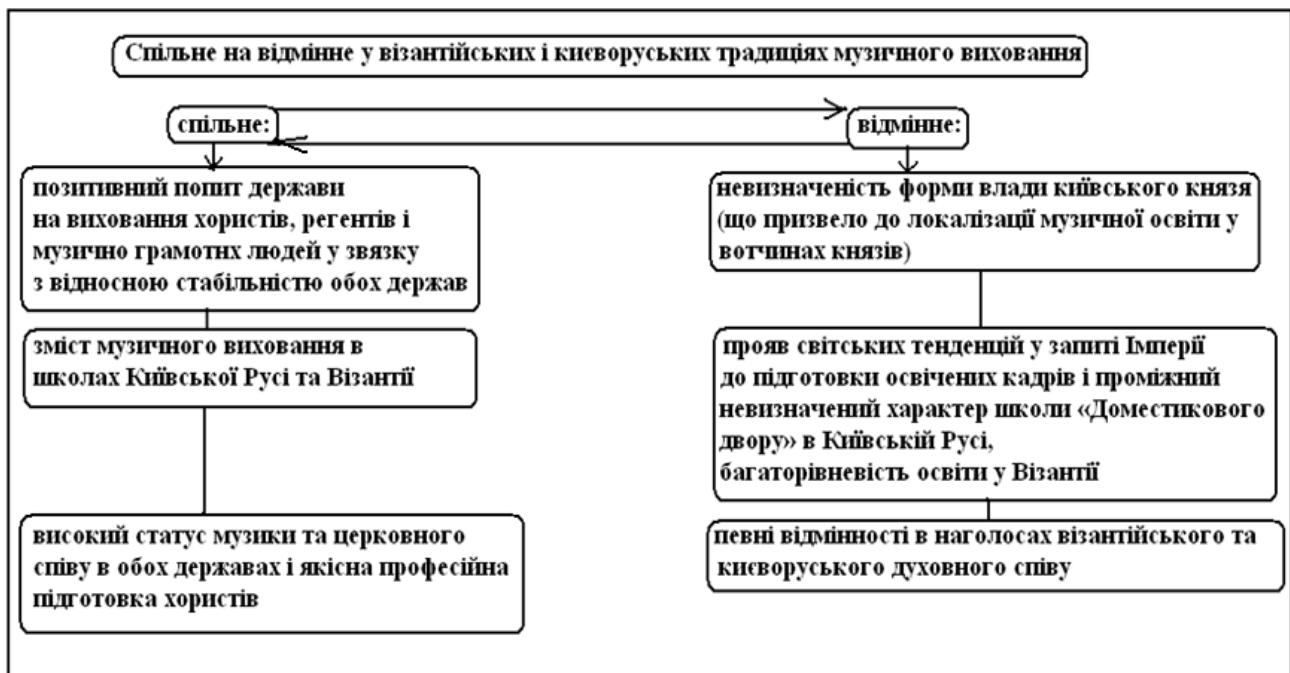 Спільне на відмінне у візантійських і києворуських традиціях музичного виховання
спільне:
відмінне:
позитивний попит держави
на виховання хористів, регентів і
музично грамотнх людей у звязку
з відносною стабільністю обох держав
зміст музичного виховання в
школах Київської Русі та Візантії
високий статус музики та церковного
співу в обох державах і якісна професійна
підготовка хористів
невизначеність форми влади київського князя
(що призвело до локалізації музичної освіти у
вотчинах князів)
прояв світських тенденцій у запиті Імперії
до підготовки освічених кадрів і проміжний
невизначений характер школи «Доместикового
двору» в Київській Русі,
багаторівневість освіти у Візантії
певні відмінності в наголосах візантійського та
києворуського духовного співу